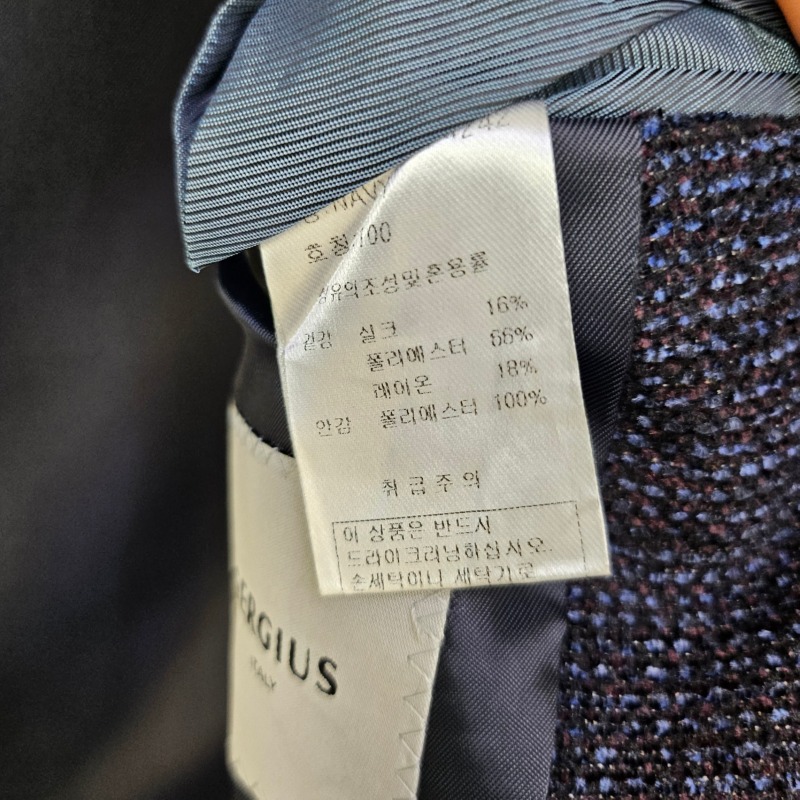 4242
NAVY
호칭:100
섬유의조성및혼용률
겉감 실크 16%
폴리에스터 66%
레이온 18%
안감 폴리에스터 100%
취급주의
이 상품은 반드시
드라이크리닝하십시오.
손세탁이나 세탁기로
ERGIUS
ITALY